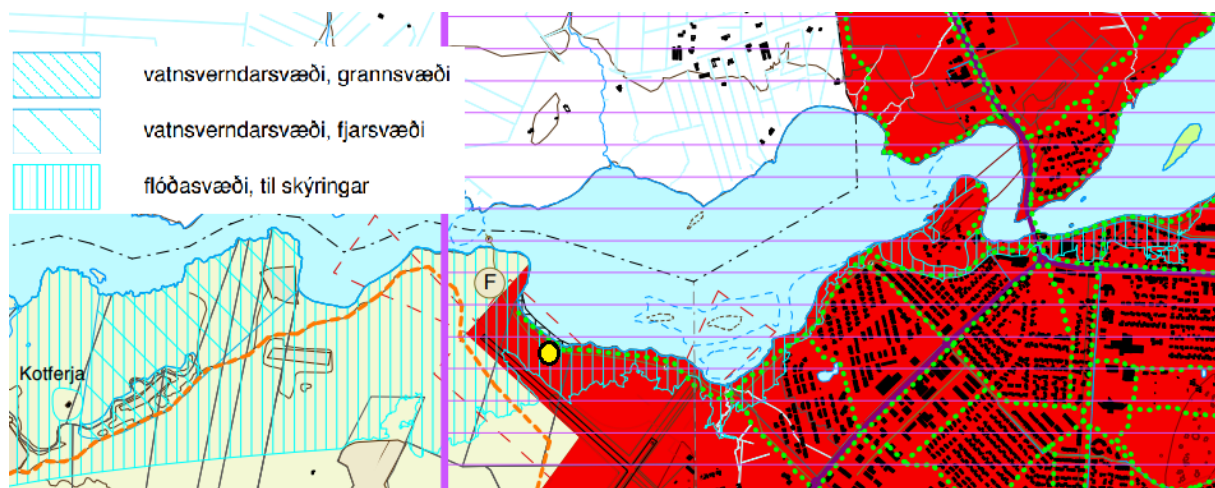 vatnsverndarsvæði, grannsvæði
vatnsverndarsvæði, fjarsvæði
flóðasvæði, til skýringar
F
Kotferja